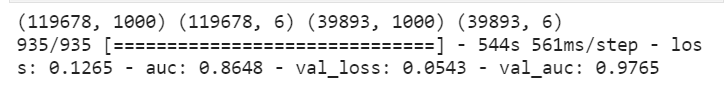 (119678, 1000) (119678, 6) (39893, 1000) (39893, 6)
935/935 [==============================] - 544s 561ms/step - los
s: 0.1265 - auc: 0.8648 - val_loss: 0.0543 - val_auc: 0.9765